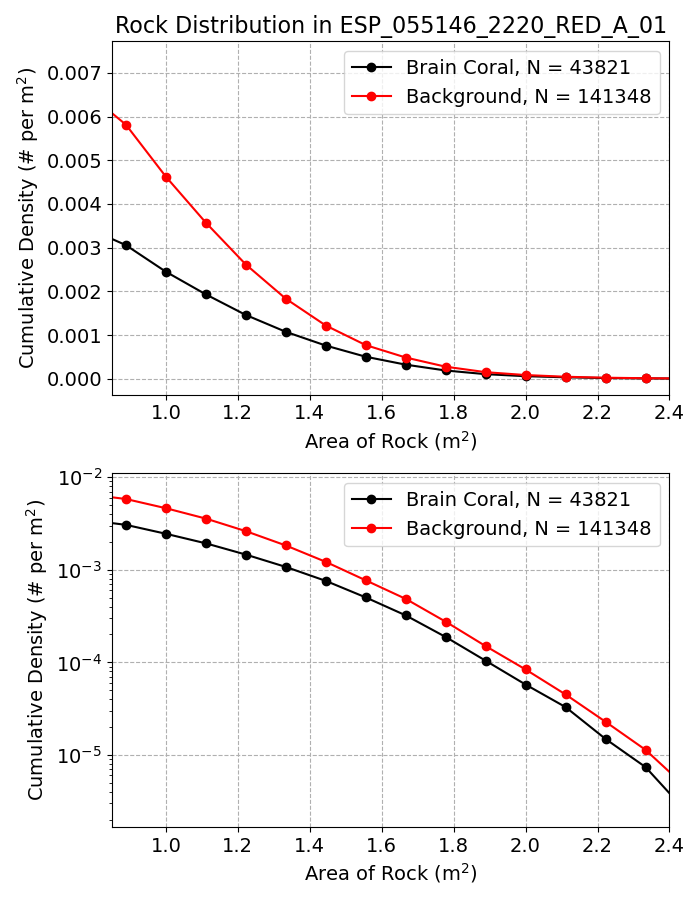 Rock Distribution in ESP_055146_2220_RED_A_01
Cumulative Density (# per m²)
0.007
0.006
0.005
0.004
0.003
0.002
0.001
0.000
Brain Coral, N = 43821
Background, N = 141348
1.0 1.2 1.4 1.6 1.8 2.0 2.2 2.4
Area of Rock (m²)
Cumulative Density (# per m²)
10⁻²
10⁻³
10⁻⁴
10⁻⁵
Brain Coral, N = 43821
Background, N = 141348
1.0 1.2 1.4 1.6 1.8 2.0 2.2 2.4
Area of Rock (m²)